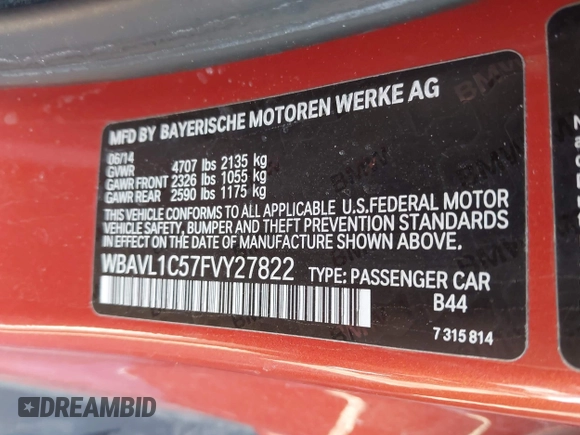 MFD BY BAYERISCHE MOTOREN WERKE AG
06/14
GVWR 4707 lbs 2135 kg
GAWR FRONT 2326 lbs 1055 kg
GAWR REAR 2590 lbs 1175 kg
THIS VEHICLE CONFORMS TO ALL APPLICABLE U.S.FEDERAL MOTOR
VEHICLE SAFETY, BUMPER AND THEFT PREVENTION STANDARDS
IN EFFECT ON THE DATE OF MANUFACTURE SHOWN ABOVE.
WBAVL1C57FVY27822 TYPE: PASSENGER CAR
B44
7 315 814
DREAMBID